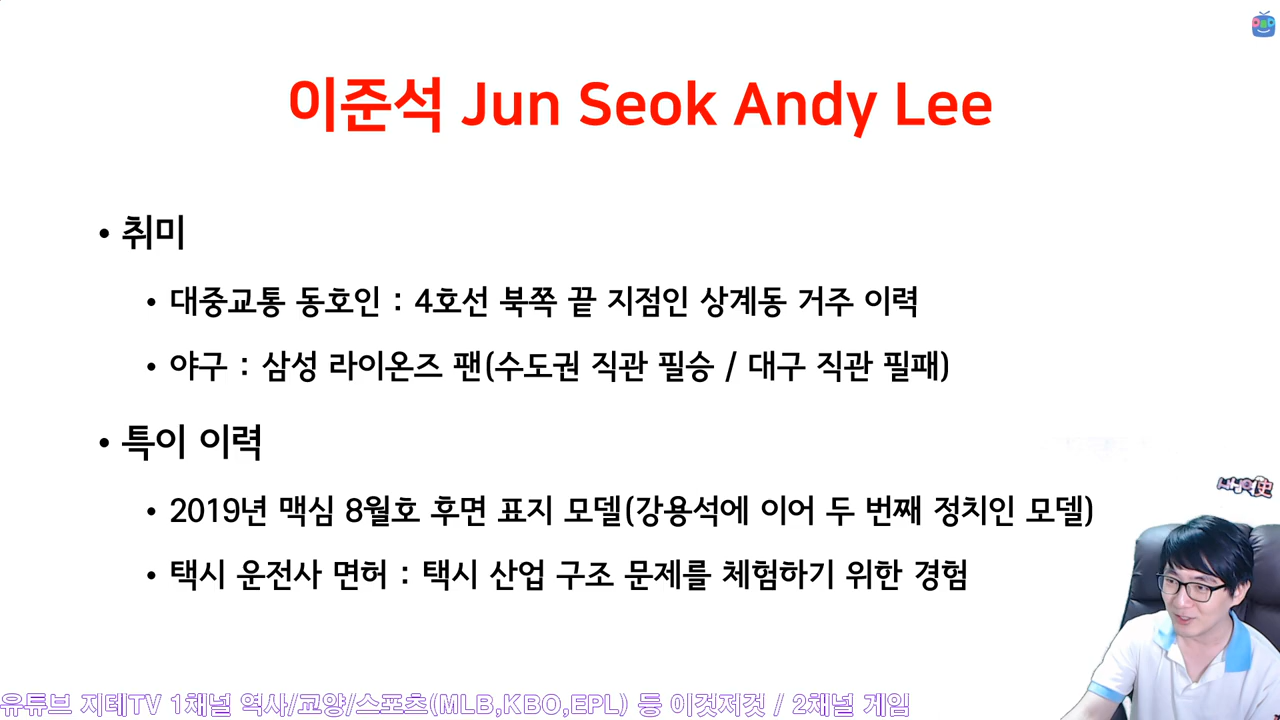 이준석 Jun Seok Andy Lee
• 취미
• 대중교통 동호인 : 4호선 북쪽 끝 지점인 상계동 거주 이력
• 야구 : 삼성 라이온즈 팬(수도권 직관 필승 / 대구 직관 필패)
• 특이 이력
• 2019년 맥심 8월호 후면 표지 모델(강용석에 이어 두 번째 정치인 모델)
• 택시 운전사 면허 : 택시 산업 구조 문제를 체험하기 위한 경험
유튜브 지테TV 1채널 역사/교양/스포츠(MLB,KBO,EPL) 등 이것저것 / 2채널 게임